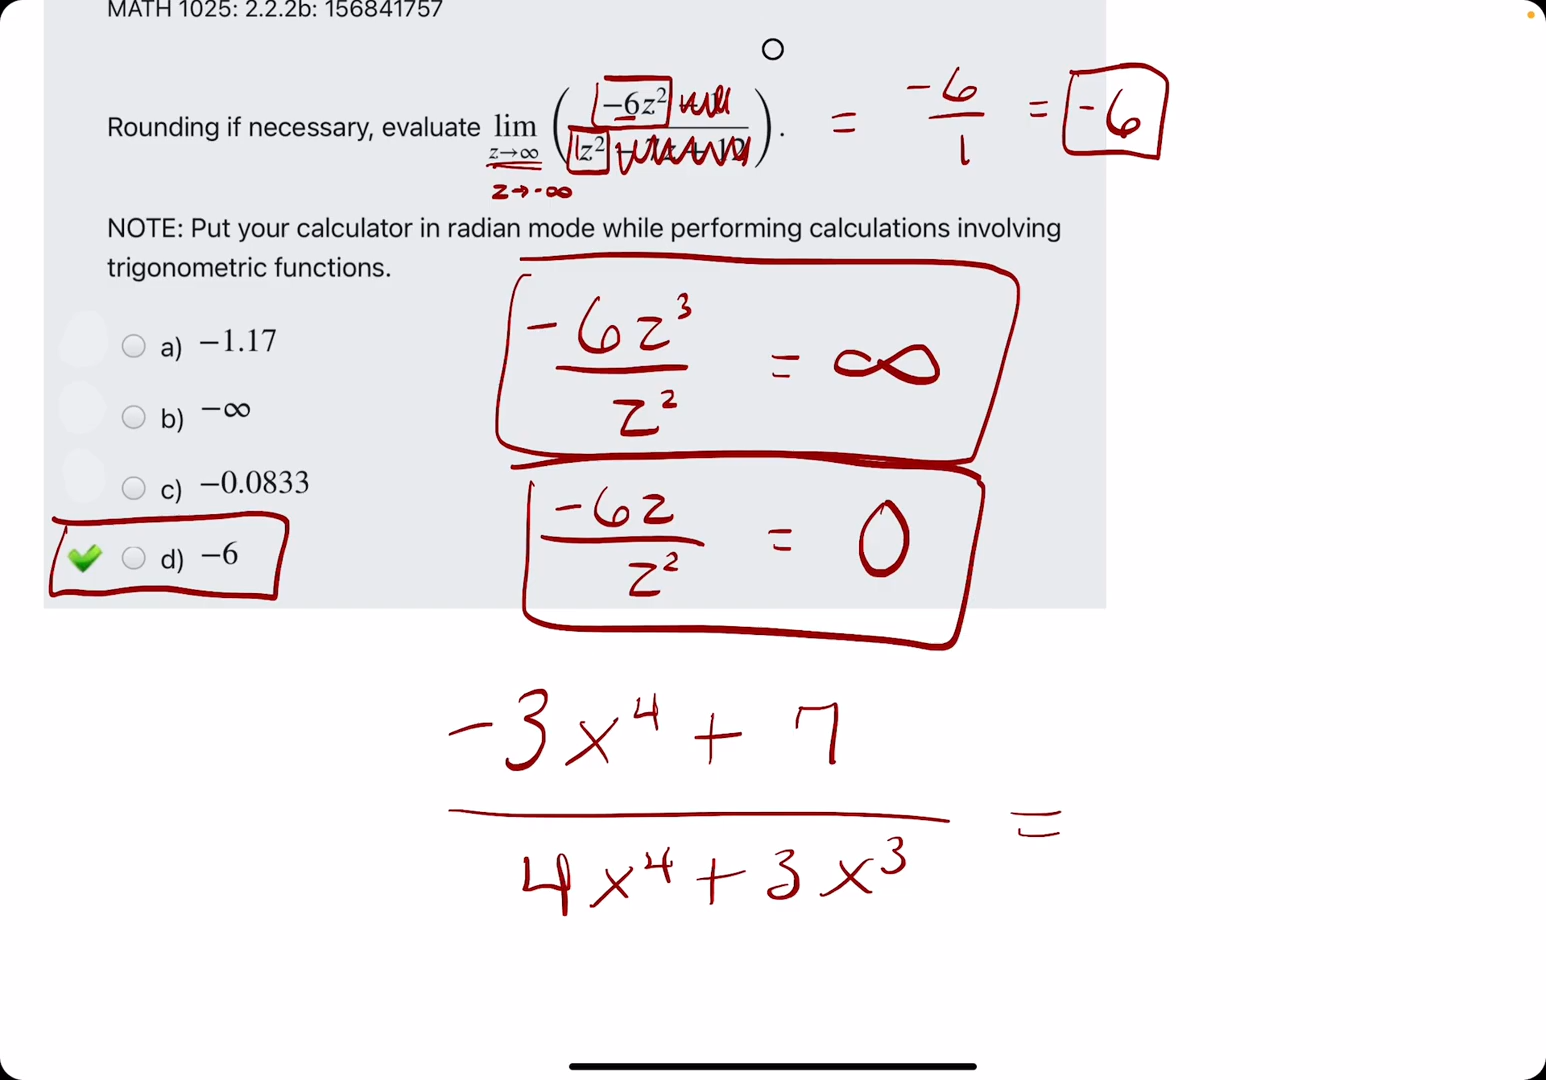 MATH 1025: 2.2.2b: 156841757
Rounding if necessary, evaluate lim z→∞ (−6z² / 1z²). = -6/1 = -6
z→-∞
NOTE: Put your calculator in radian mode while performing calculations involving
trigonometric functions.
-6z³ / z² = ∞
a) −1.17
b) −∞
c) −0.0833
-6z / z² = 0
d) −6
-3x⁴ + 7
4x⁴ + 3x³
=